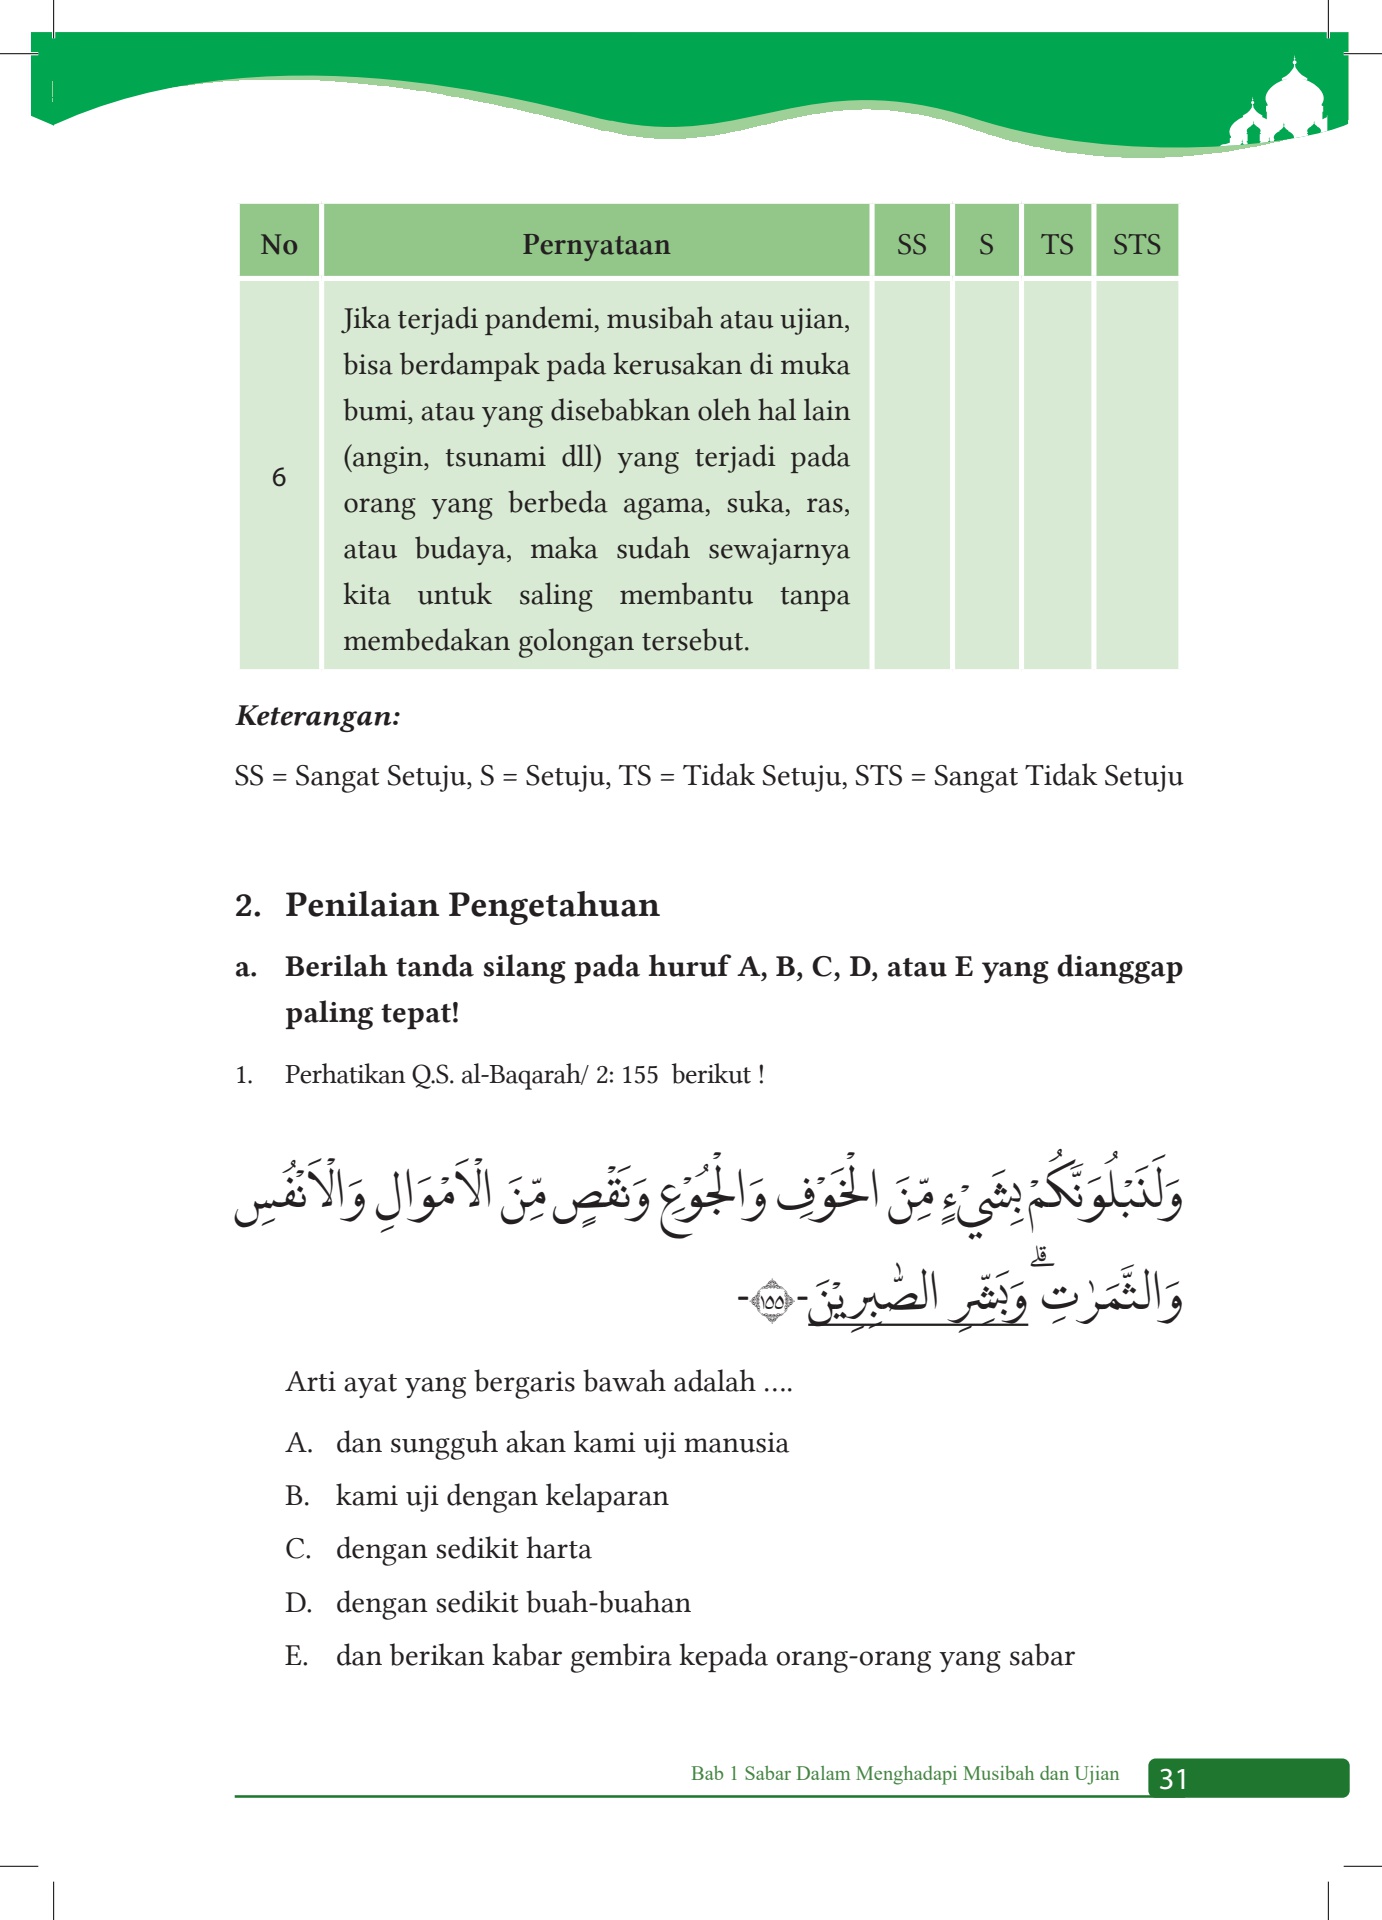 No Pernyataan SS S TS STS
Jika terjadi pandemi, musibah atau ujian,
bisa berdampak pada kerusakan di muka
bumi, atau yang disebabkan oleh hal lain
(angin, tsunami dll) yang terjadi pada
6
orang yang berbeda agama, suka, ras,
atau budaya, maka sudah sewajarnya
kita untuk saling membantu tanpa
membedakan golongan tersebut.
Keterangan:
SS = Sangat Setuju, S = Setuju, TS = Tidak Setuju, STS = Sangat Tidak Setuju
2. Penilaian Pengetahuan
a. Berilah tanda silang pada huruf A, B, C, D, atau E yang dianggap
paling tepat!
1. Perhatikan Q.S. al-Baqarah/ 2: 155 berikut !
وَلَنَبْلُوَنَّكُمْ بِشَيْءٍ مِّنَ الْخَوْفِ وَالْجُوْعِ وَنَقْصٍ مِّنَ الْاَمْوَالِ وَالْاَنْفُسِ
وَالثَّمَرٰتِۗ وَبَشِّرِ الصّٰبِرِيْنَ -١٥٥-
Arti ayat yang bergaris bawah adalah ....
A. dan sungguh akan kami uji manusia
B. kami uji dengan kelaparan
C. dengan sedikit harta
D. dengan sedikit buah-buahan
E. dan berikan kabar gembira kepada orang-orang yang sabar
Bab 1 Sabar Dalam Menghadapi Musibah dan Ujian 31